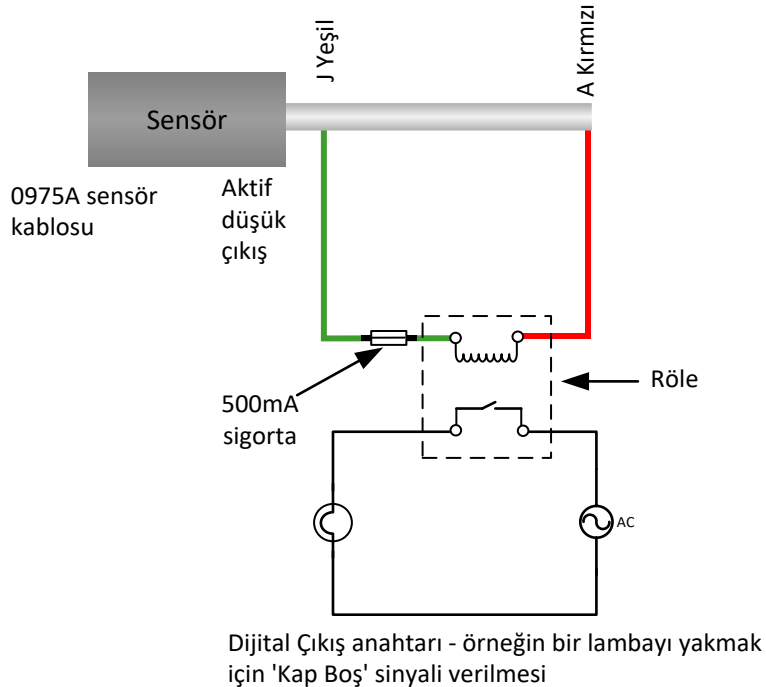 J Yeşil
A Kırmızı
Sensör
0975A sensör
kablosu
Aktif
düşük
çıkış
500mA
sigorta
Röle
AC
Dijital Çıkış anahtarı - örneğin bir lambayı yakmak
için 'Kap Boş' sinyali verilmesi